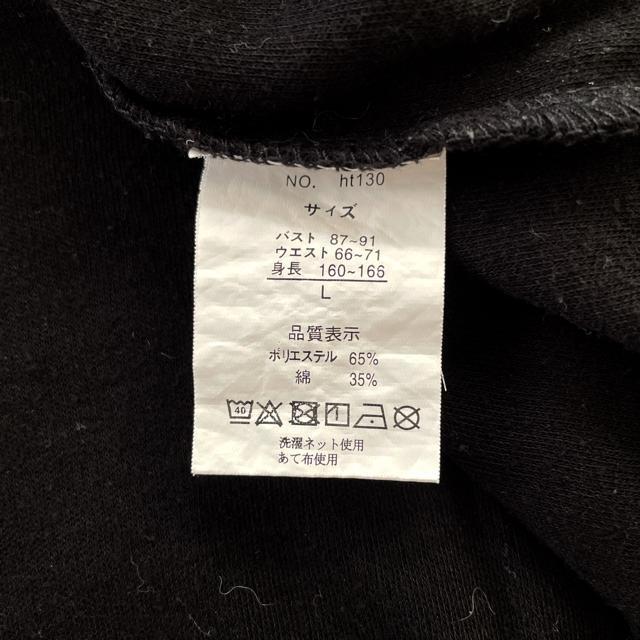 NO. ht130
サイズ
バスト 87~91
ウエスト 66~71
身長 160~166
L
品質表示
ポリエステル 65%
綿 35%
40
洗濯ネット使用
あて布使用